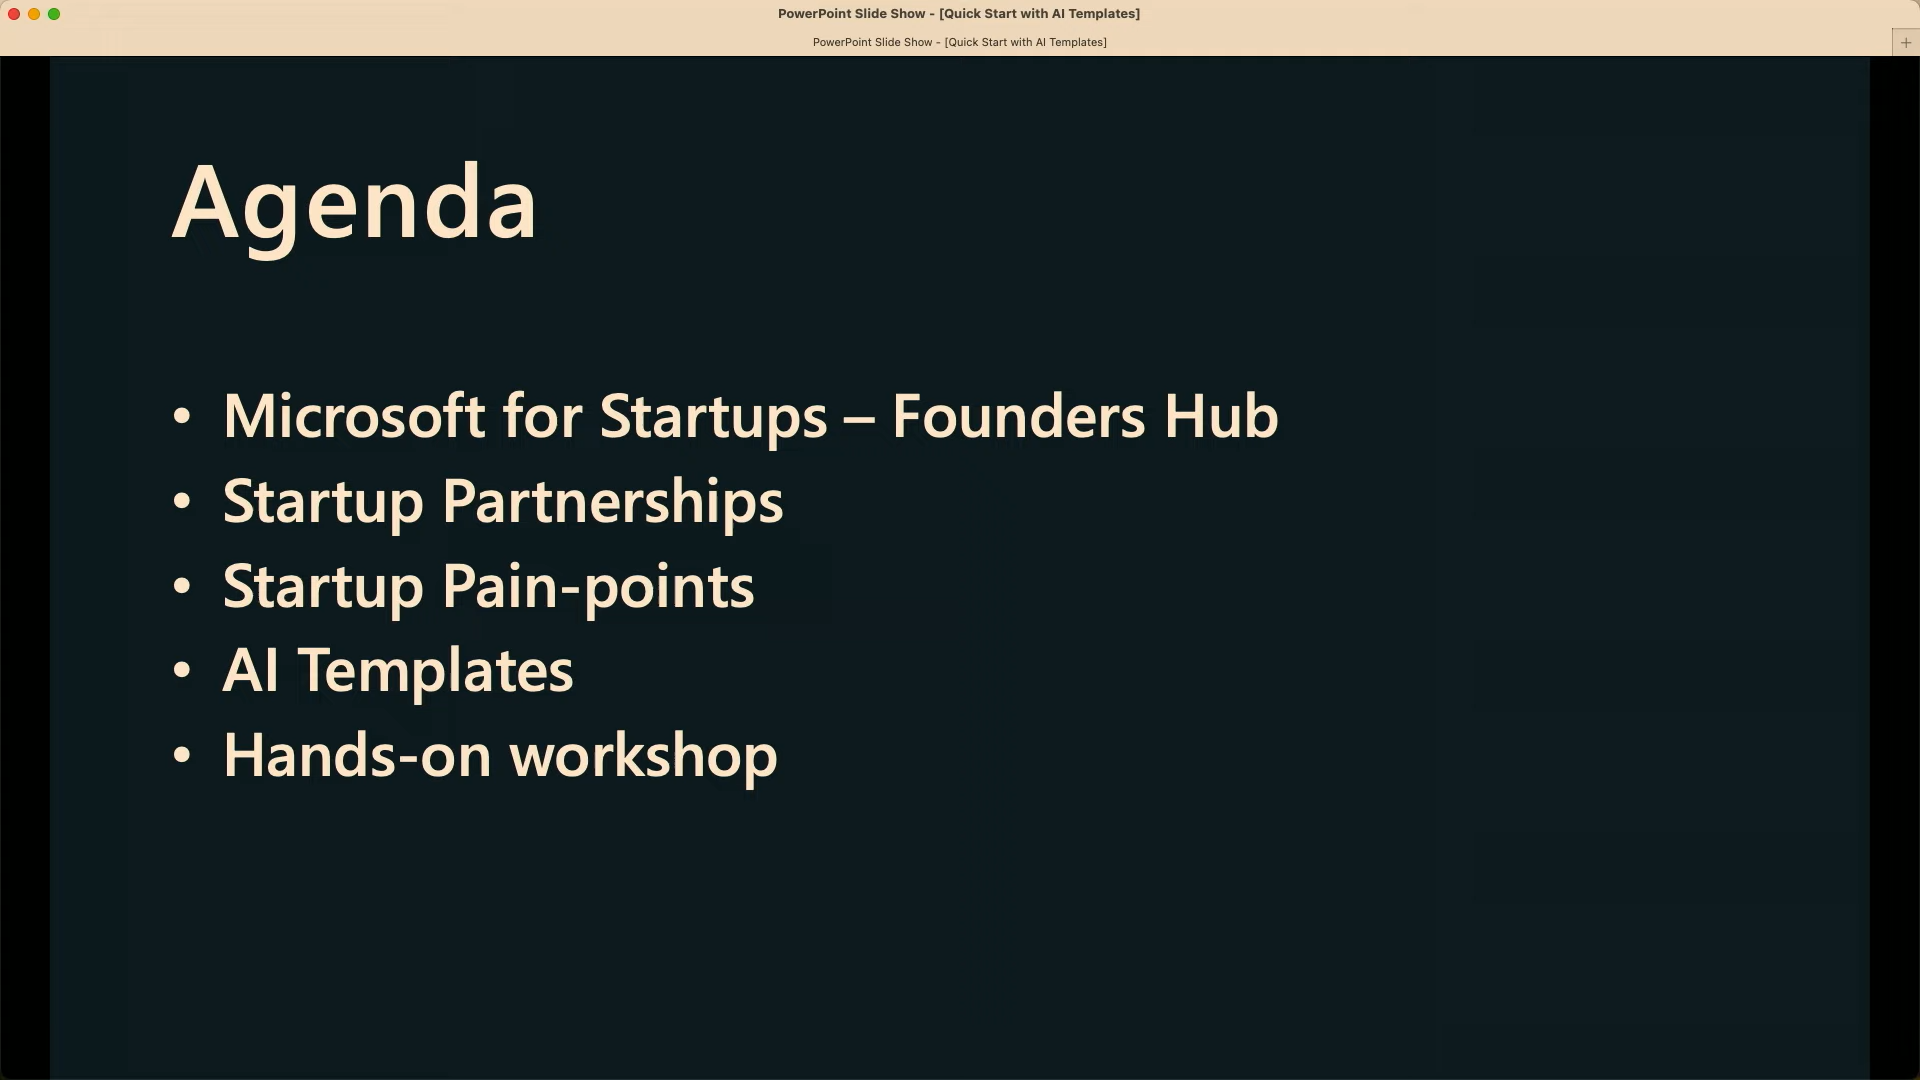 PowerPoint Slide Show - [Quick Start with AI Templates]
PowerPoint Slide Show - [Quick Start with AI Templates]
Agenda
• Microsoft for Startups – Founders Hub
• Startup Partnerships
• Startup Pain-points
• AI Templates
• Hands-on workshop